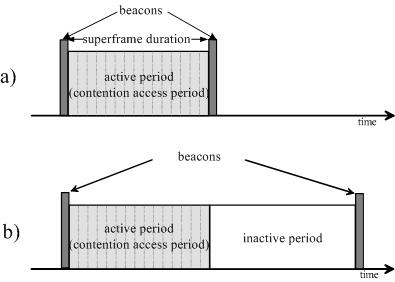 beacons
superframe duration
a)
active period
(contention access period)
time
beacons
b)
active period
(contention access period)
inactive period
time